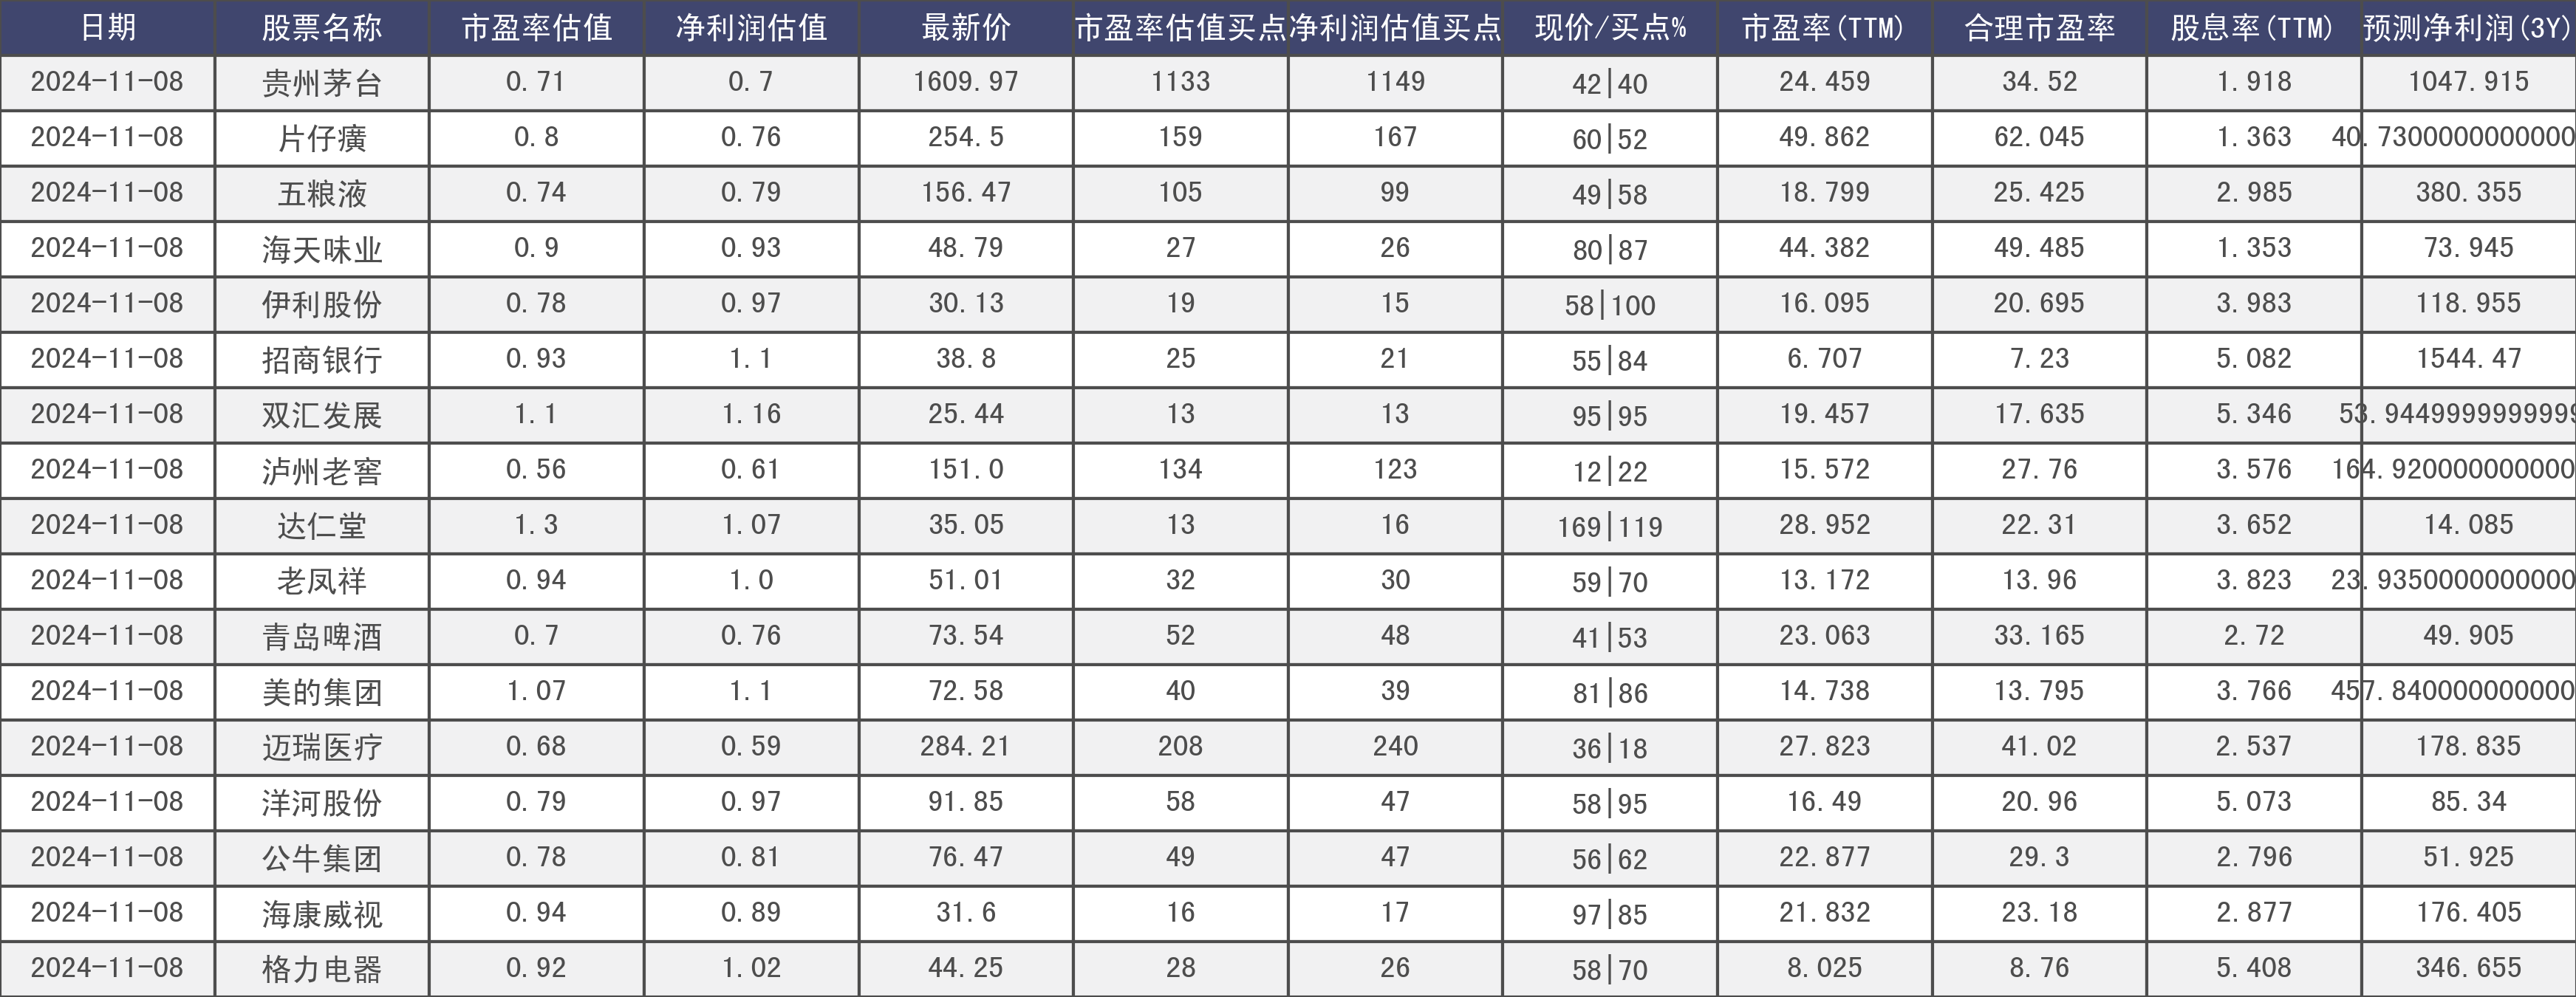 日期 股票名称 市盈率估值 净利润估值 最新价 市盈率估值买点 净利润估值买点 现价/买点% 市盈率(TTM) 合理市盈率 股息率(TTM) 预测净利润(3Y)
2024-11-08 贵州茅台 0.71 0.7 1609.97 1133 1149 42|40 24.459 34.52 1.918 1047.915
2024-11-08 片仔癀 0.8 0.76 254.5 159 167 60|52 49.862 62.045 1.363 40.7300000000000
2024-11-08 五粮液 0.74 0.79 156.47 105 99 49|58 18.799 25.425 2.985 380.355
2024-11-08 海天味业 0.9 0.93 48.79 27 26 80|87 44.382 49.485 1.353 73.945
2024-11-08 伊利股份 0.78 0.97 30.13 19 15 58|100 16.095 20.695 3.983 118.955
2024-11-08 招商银行 0.93 1.1 38.8 25 21 55|84 6.707 7.23 5.082 1544.47
2024-11-08 双汇发展 1.1 1.16 25.44 13 13 95|95 19.457 17.635 5.346 53.9449999999999
2024-11-08 泸州老窖 0.56 0.61 151.0 134 123 12|22 15.572 27.76 3.576 164.920000000000
2024-11-08 达仁堂 1.3 1.07 35.05 13 16 169|119 28.952 22.31 3.652 14.085
2024-11-08 老凤祥 0.94 1.0 51.01 32 30 59|70 13.172 13.96 3.823 23.9350000000000
2024-11-08 青岛啤酒 0.7 0.76 73.54 52 48 41|53 23.063 33.165 2.72 49.905
2024-11-08 美的集团 1.07 1.1 72.58 40 39 81|86 14.738 13.795 3.766 457.840000000000
2024-11-08 迈瑞医疗 0.68 0.59 284.21 208 240 36|18 27.823 41.02 2.537 178.835
2024-11-08 洋河股份 0.79 0.97 91.85 58 47 58|95 16.49 20.96 5.073 85.34
2024-11-08 公牛集团 0.78 0.81 76.47 49 47 56|62 22.877 29.3 2.796 51.925
2024-11-08 海康威视 0.94 0.89 31.6 16 17 97|85 21.832 23.18 2.877 176.405
2024-11-08 格力电器 0.92 1.02 44.25 28 26 58|70 8.025 8.76 5.408 346.655